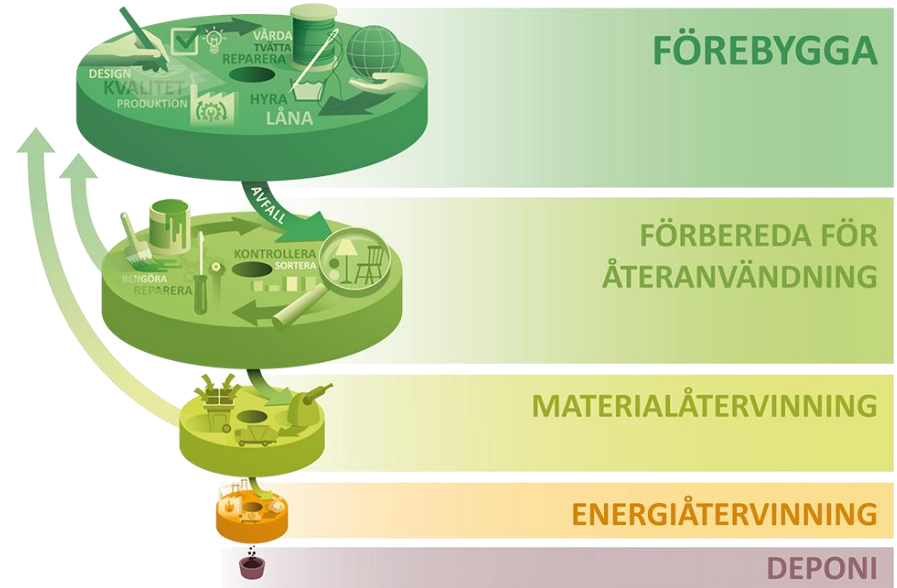 FÖREBYGGA
VÅRDA
TVÄTTA
REPARERA
DESIGN
KVALITET
PRODUKTION
HYRA
LÅNA
AVFALL
FÖRBEREDA FÖR
ÅTERANVÄNDNING
KONTROLLERA
SORTERA
RENGÖRA
REPARERA
MATERIALÅTERVINNING
ENERGIÅTERVINNING
DEPONI